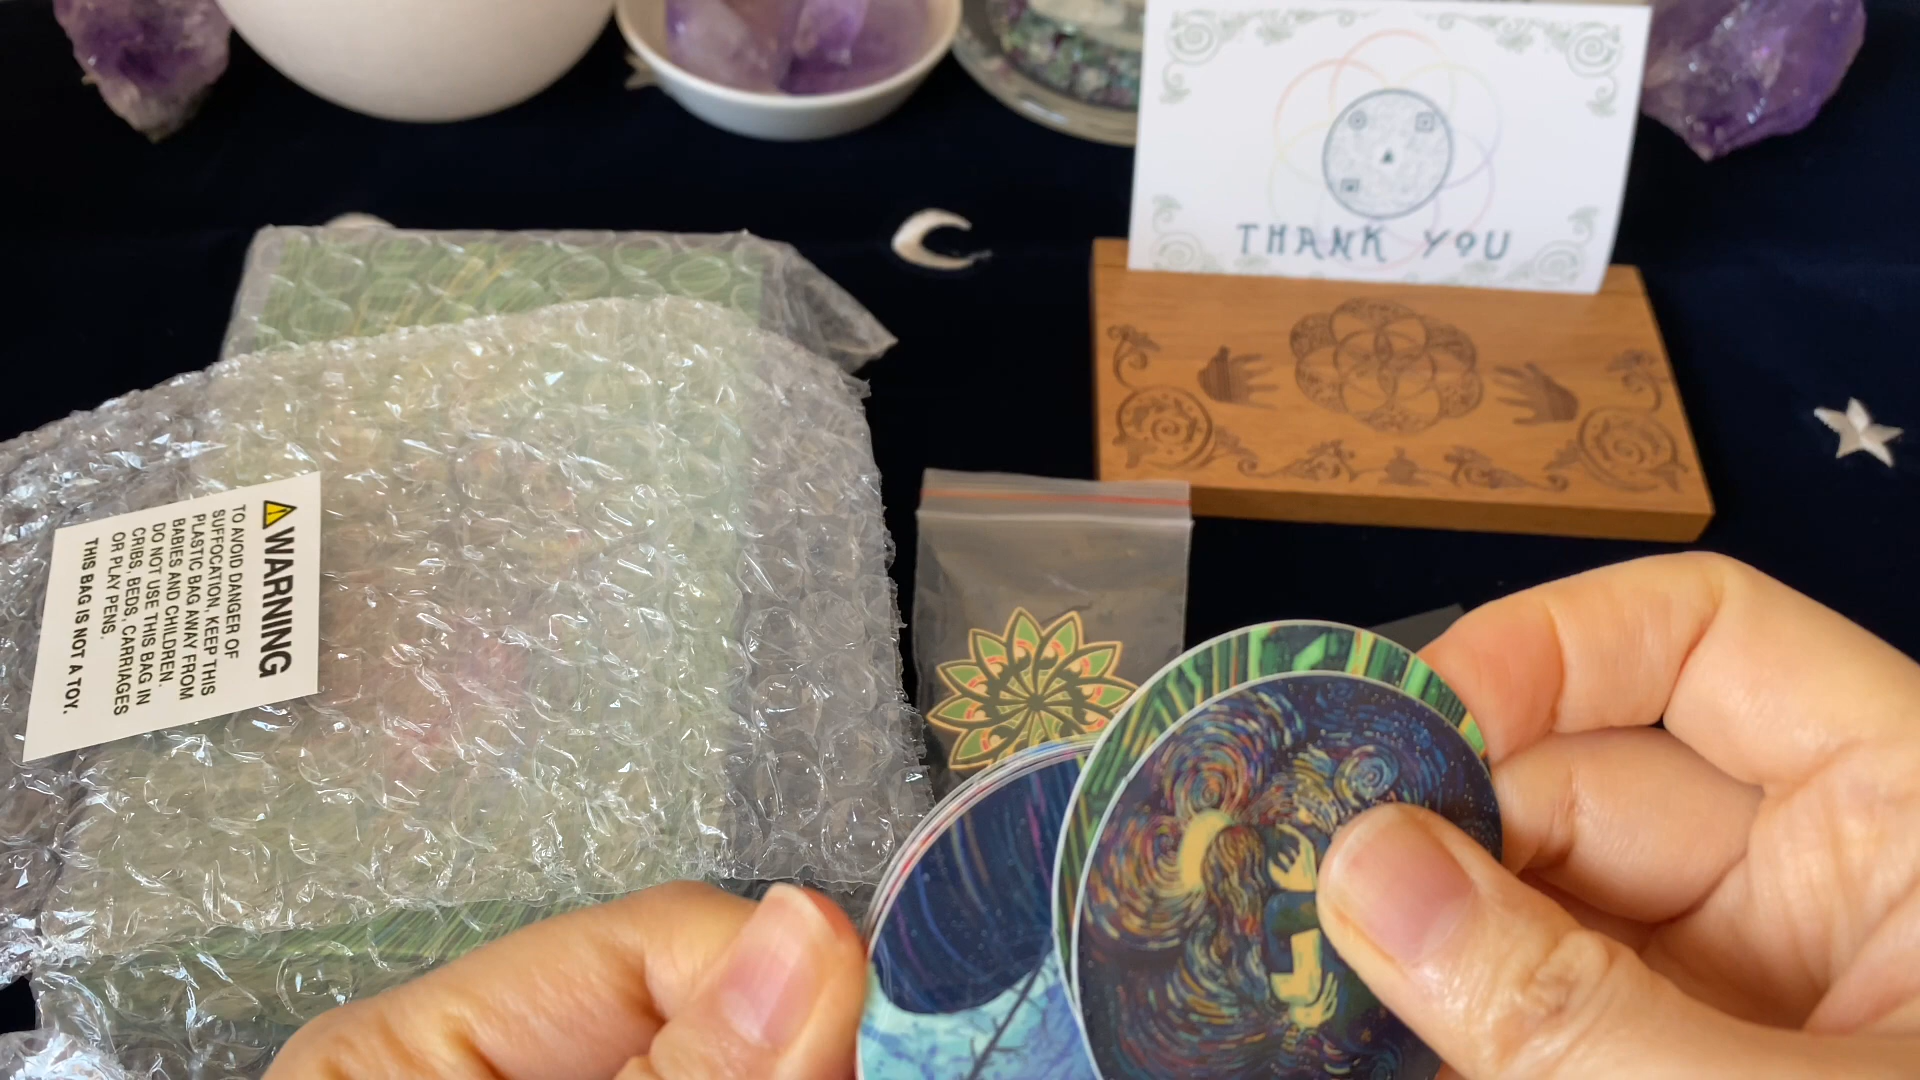 THANK YOU
WARNING
TO AVOID DANGER OF
SUFFOCATION, KEEP THIS
PLASTIC BAG AWAY FROM
BABIES AND CHILDREN.
DO NOT USE THIS BAG IN
CRIBS, BEDS, CARRIAGES
OR PLAY PENS.
THIS BAG IS NOT A TOY.